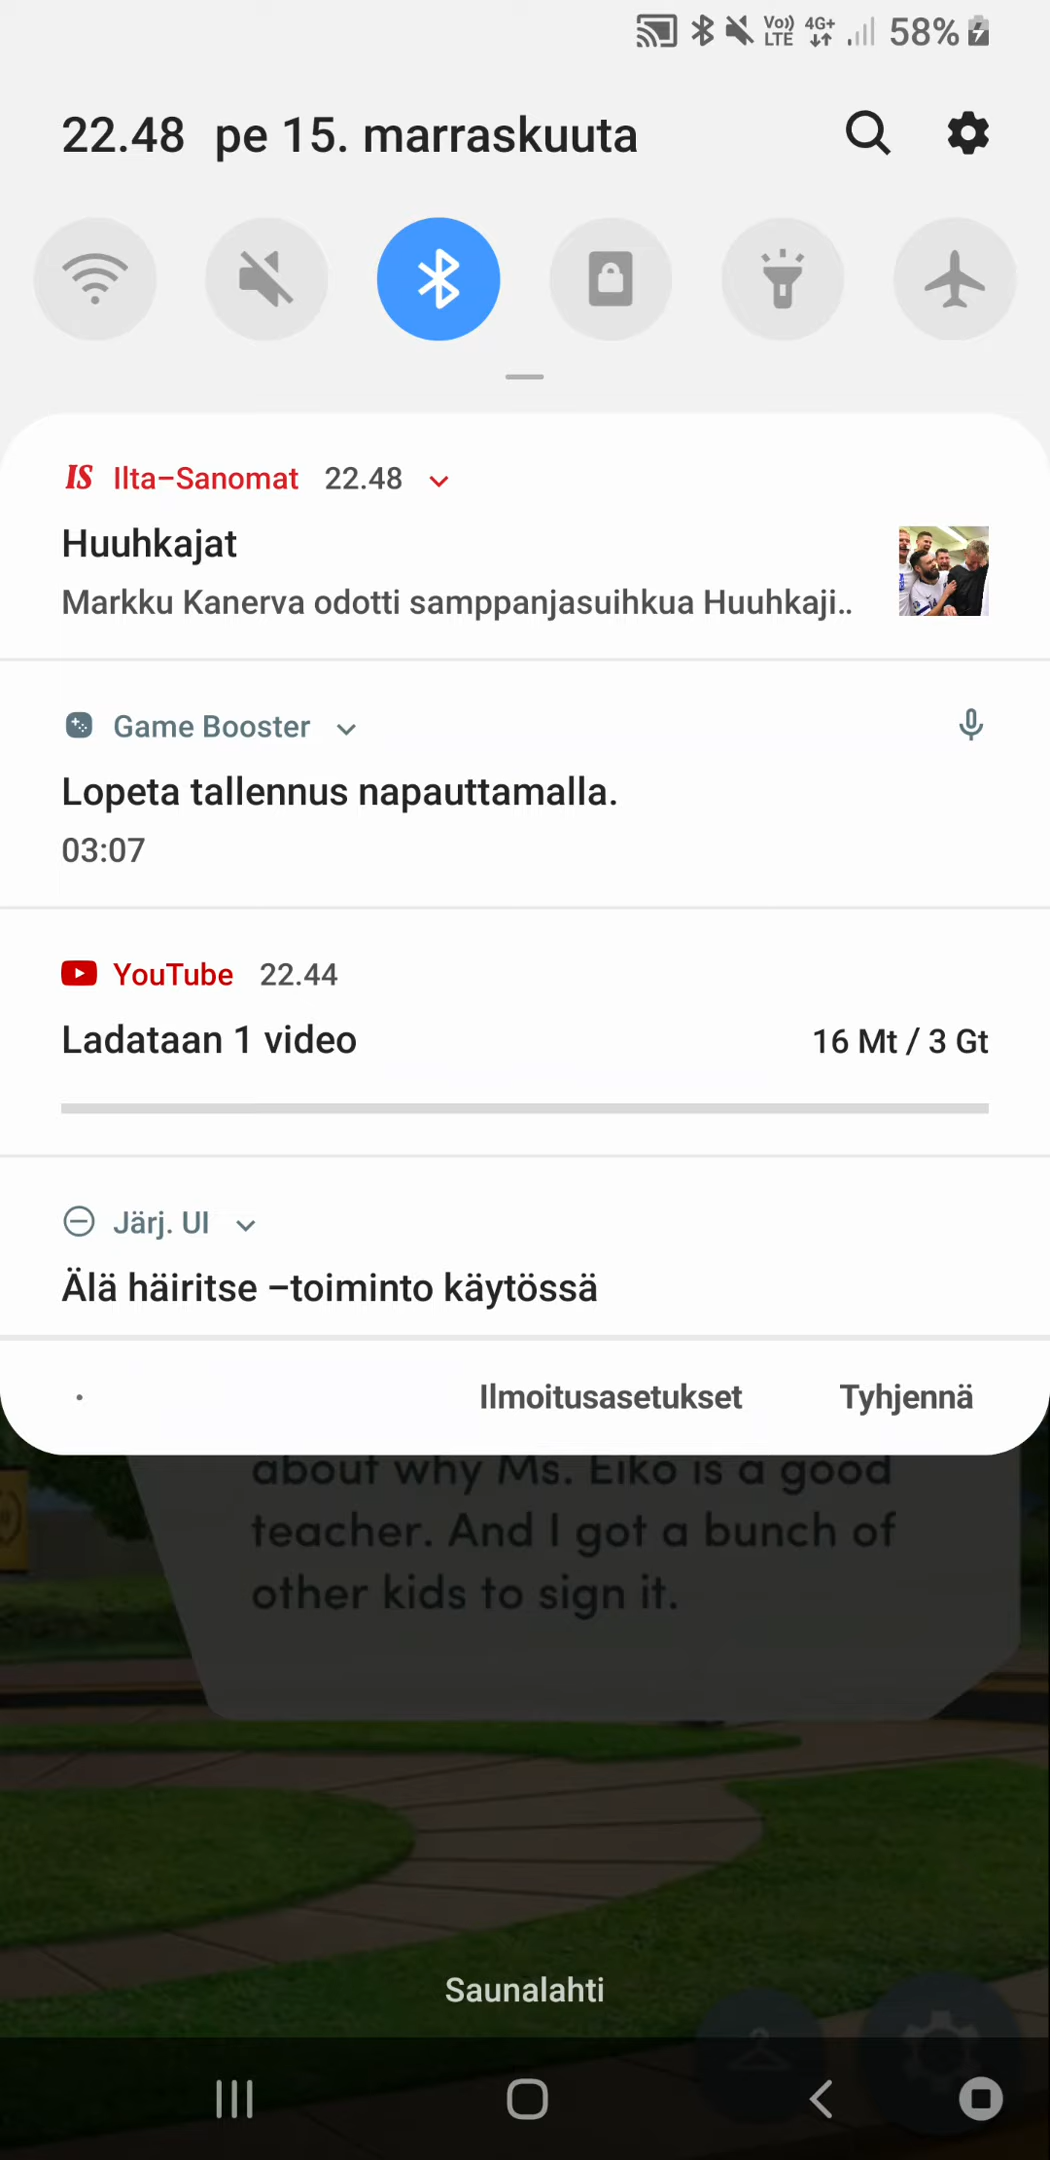 Vo)) LTE 4G+ 58%
22.48 pe 15. marraskuuta
IS Ilta-Sanomat 22.48
Huuhkajat
Markku Kanerva odotti samppanjasuihkua Huuhkaji..
Game Booster
Lopeta tallennus napauttamalla.
03:07
YouTube 22.44
Ladataan 1 video 16 Mt / 3 Gt
Järj. UI
Älä häiritse -toiminto käytössä
Ilmoitusasetukset Tyhjennä
about why Ms. Eiko is a good
teacher. And I got a bunch of
other kids to sign it.
Saunalahti